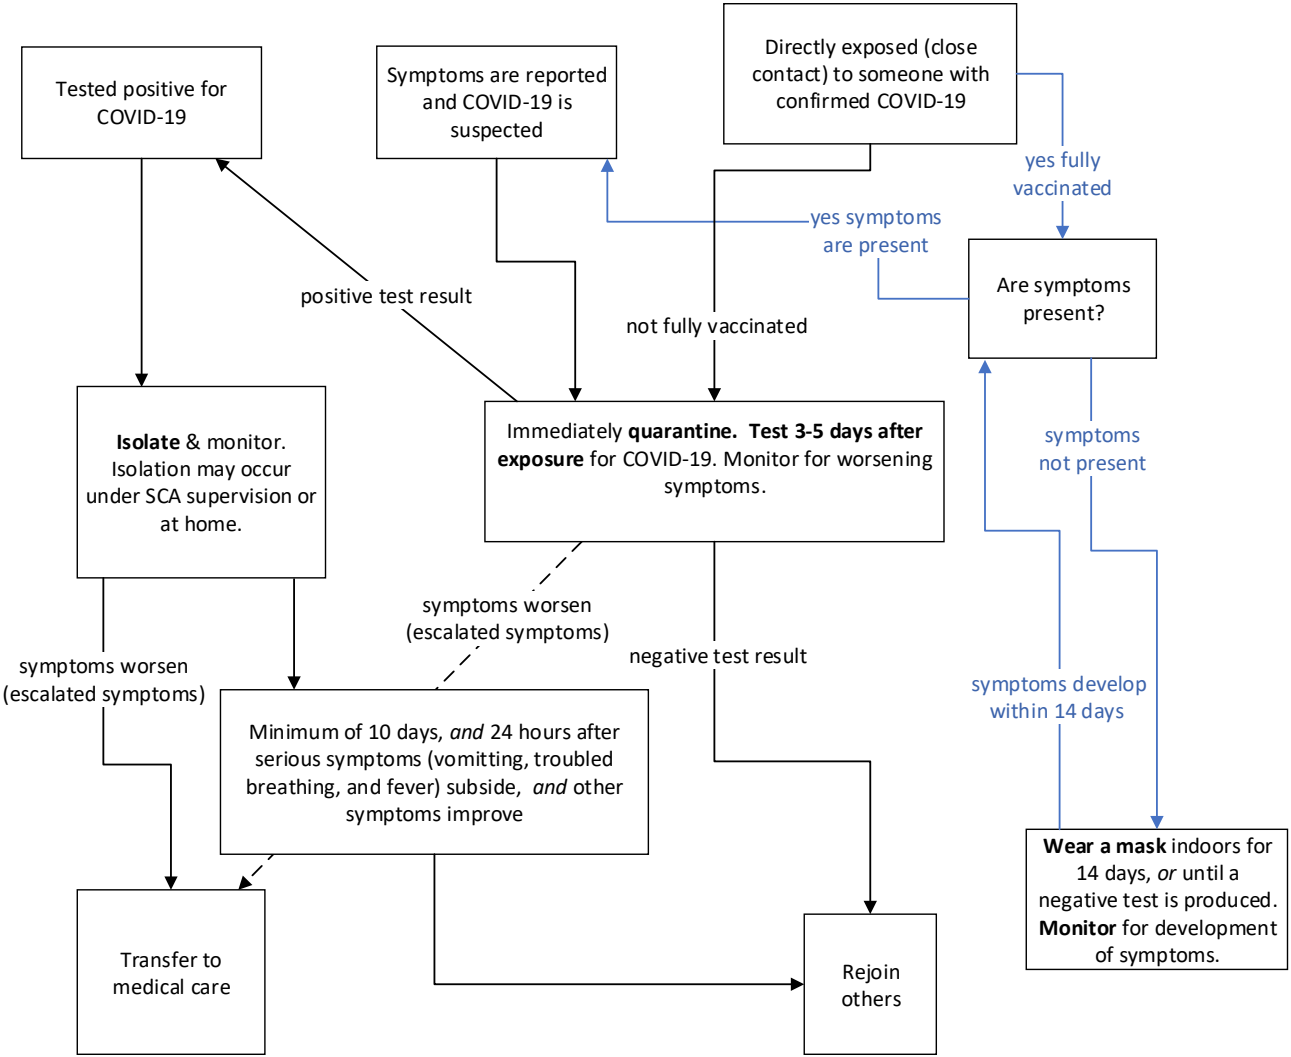 Tested positive for
COVID-19
Symptoms are reported
and COVID-19 is
suspected
Directly exposed (close
contact) to someone with
confirmed COVID-19
yes fully
vaccinated
yes symptoms
are present
Are symptoms
present?
positive test result
not fully vaccinated
Isolate & monitor.
Isolation may occur
under SCA supervision or
at home.
Immediately quarantine.  Test 3-5 days after
exposure for COVID-19. Monitor for worsening
symptoms.
symptoms
not present
symptoms worsen
(escalated symptoms)
negative test result
symptoms worsen
(escalated symptoms)
symptoms develop
within 14 days
Minimum of 10 days, and 24 hours after
serious symptoms (vomitting, troubled
breathing, and fever) subside,  and other
symptoms improve
Wear a mask indoors for
14 days, or until a
negative test is produced.
Monitor for development
of symptoms.
Transfer to
medical care
Rejoin
others